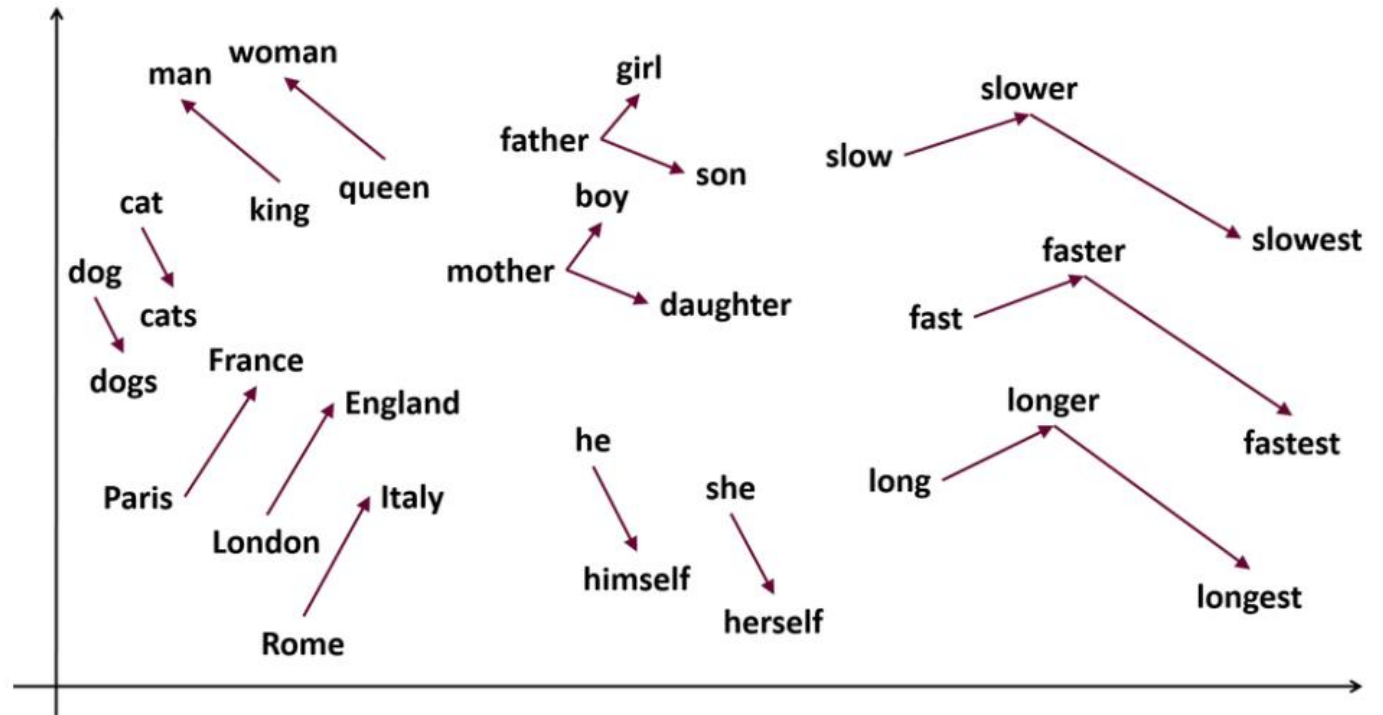 woman
man
girl
slower
father
slow
son
queen
boy
cat
king
slowest
faster
dog
mother
daughter
cats
fast
France
dogs
England
longer
he
fastest
long
she
Paris
Italy
London
himself
longest
herself
Rome